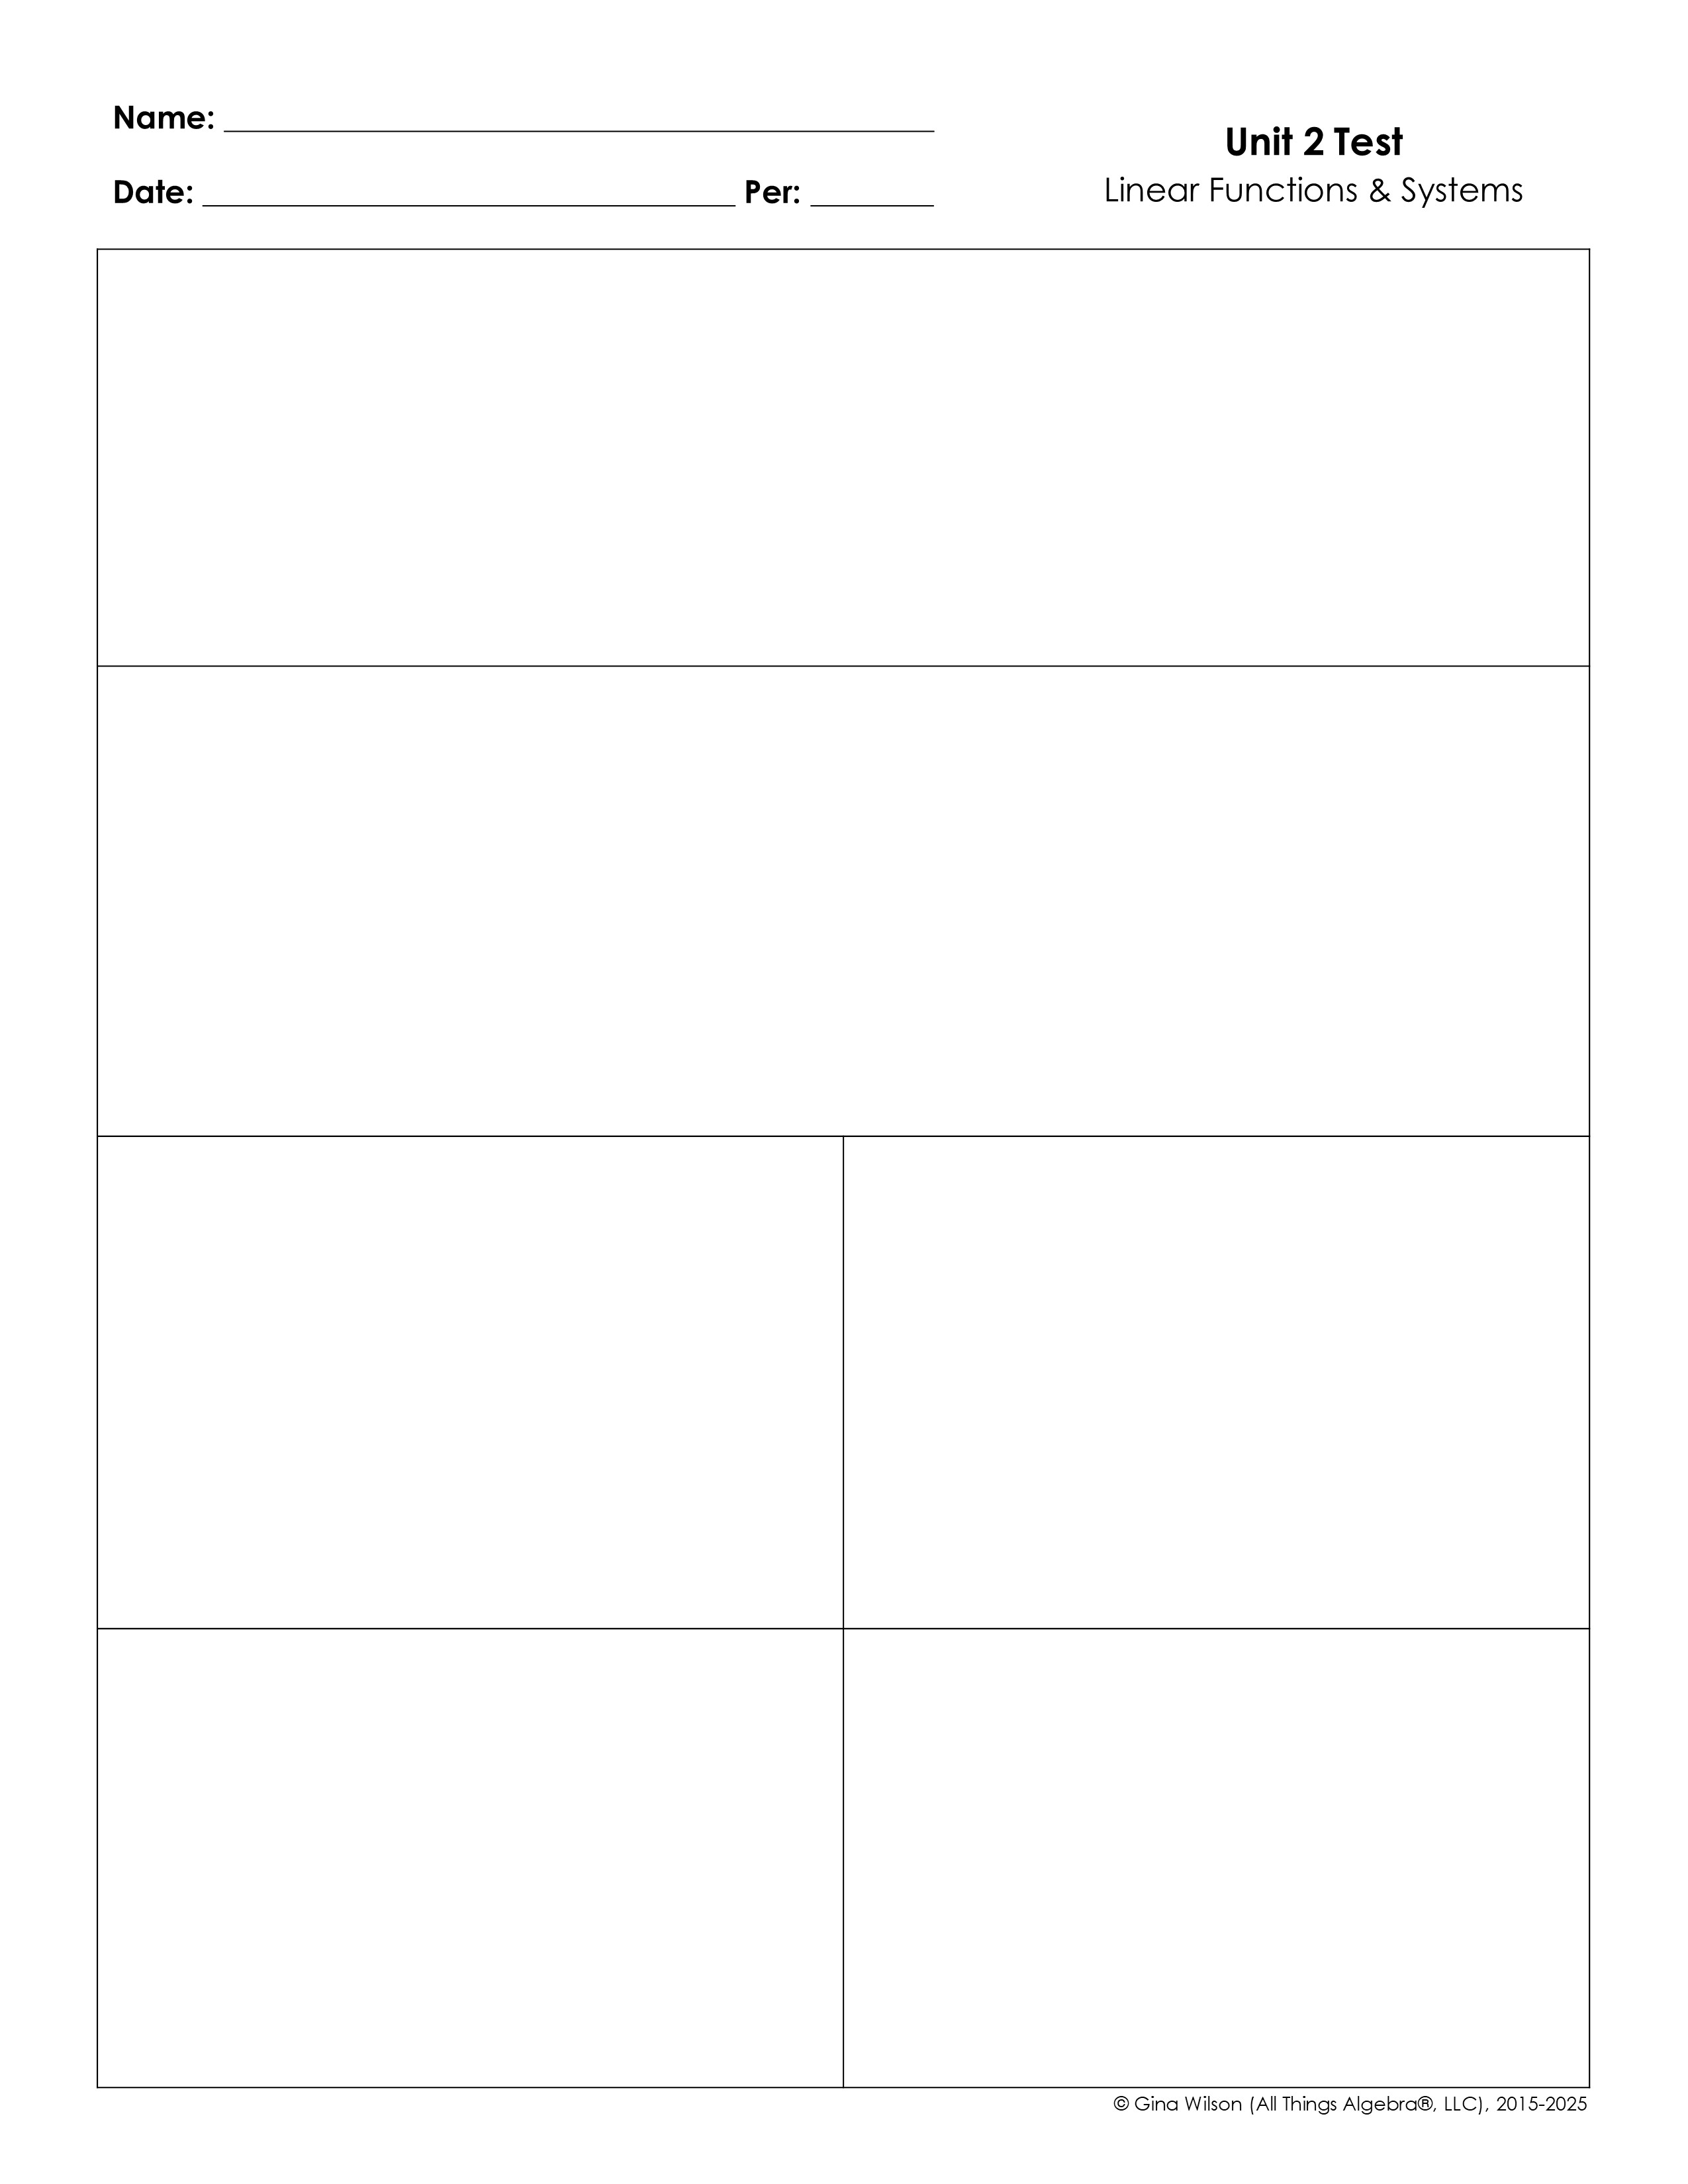 Name:
Unit 2 Test
Date: Per:
Linear Functions & Systems
© Gina Wilson (All Things Algebra®, LLC), 2015-2025